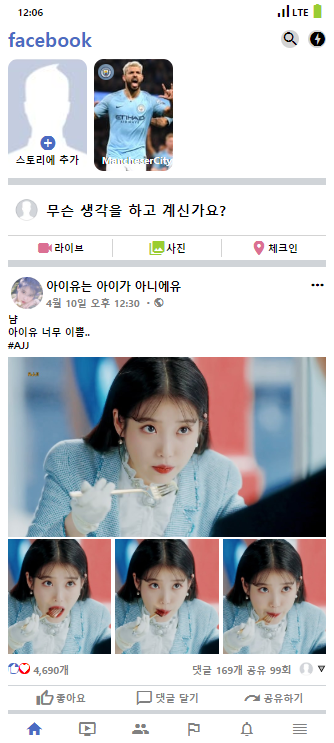 12:06
LTE
facebook
스토리에 추가
ETIHAD
ManchesterCity
무슨 생각을 하고 계신가요?
라이브
사진
체크인
아이유는 아이가 아니에유
4월 10일 오후 12:30 ·
냠
아이유 너무 이쁨..
#AJJ
4,690개
댓글 169개 공유 99회
좋아요
댓글 달기
공유하기